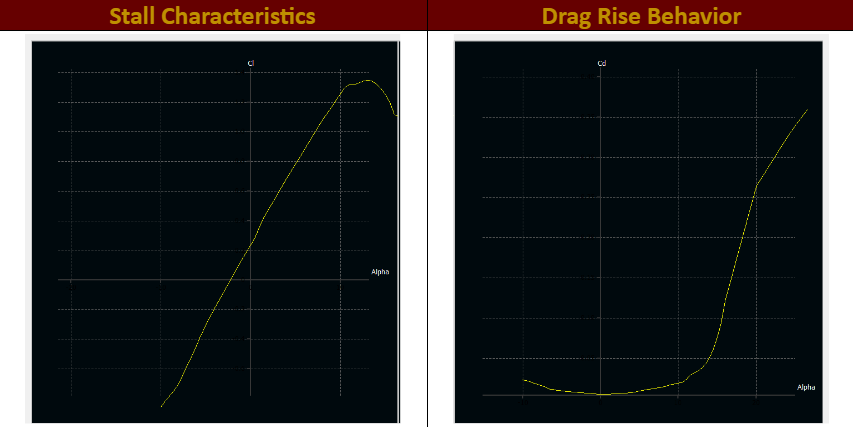 Stall Characteristics
Drag Rise Behavior
Cl
Alpha
Cd
Alpha